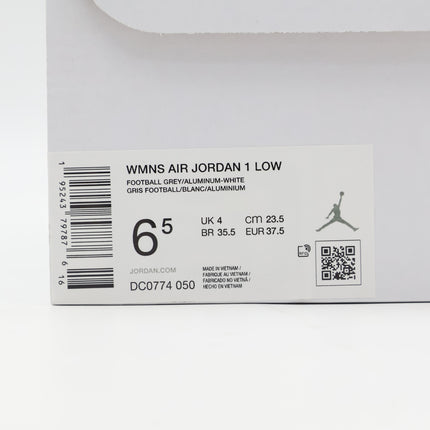 WMNS AIR JORDAN 1 LOW
FOOTBALL GREY/ALUMINUM-WHITE
GRIS FOOTBALL/BLANC/ALUMINIUM
6⁵
UK 4 cm 23.5
BR 35.5 EUR 37.5
JORDAN.COM
DC0774 050
MADE IN VIETNAM /
FABRIQUE AU VIETNAM /
FABRICADO NO VIETNÃ /
HECHO EN VIETNAM
1 95243 79787 6 16